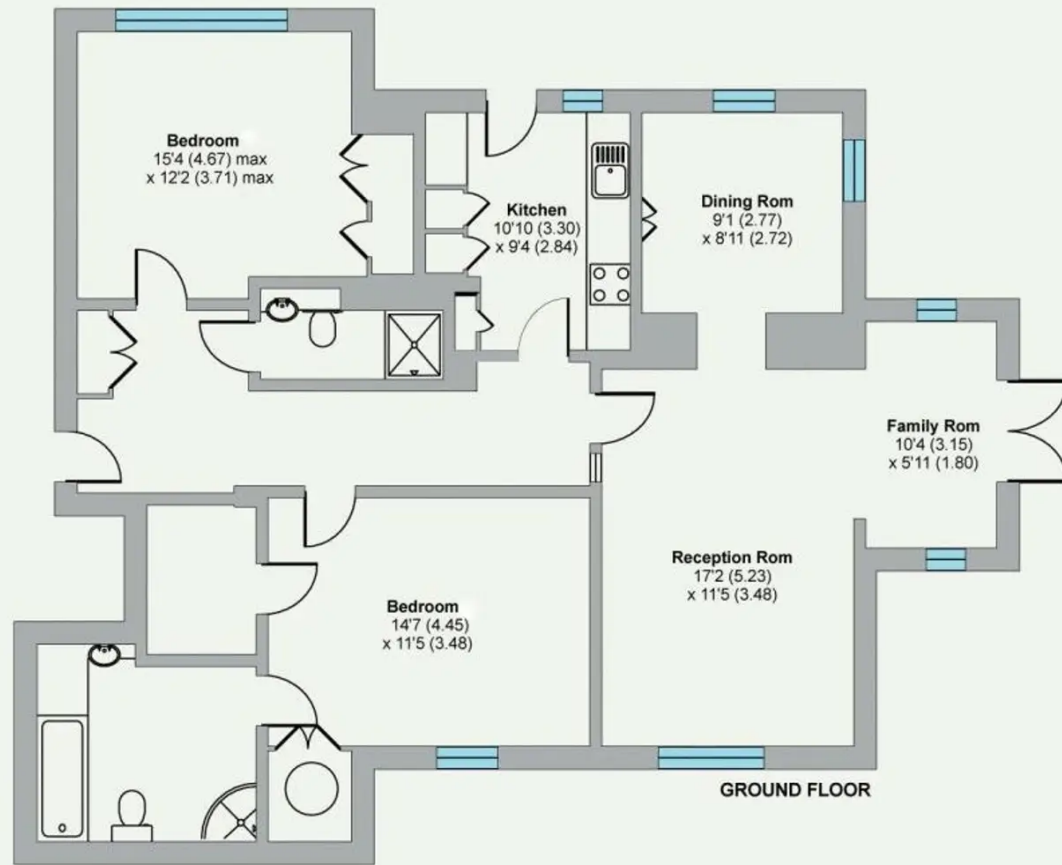 Bedroom
15'4 (4.67) max
x 12'2 (3.71) max
Kitchen
10'10 (3.30)
x 9'4 (2.84)
Dining Rom
9'1 (2.77)
x 8'11 (2.72)
Family Rom
10'4 (3.15)
x 5'11 (1.80)
Reception Rom
17'2 (5.23)
x 11'5 (3.48)
Bedroom
14'7 (4.45)
x 11'5 (3.48)
GROUND FLOOR